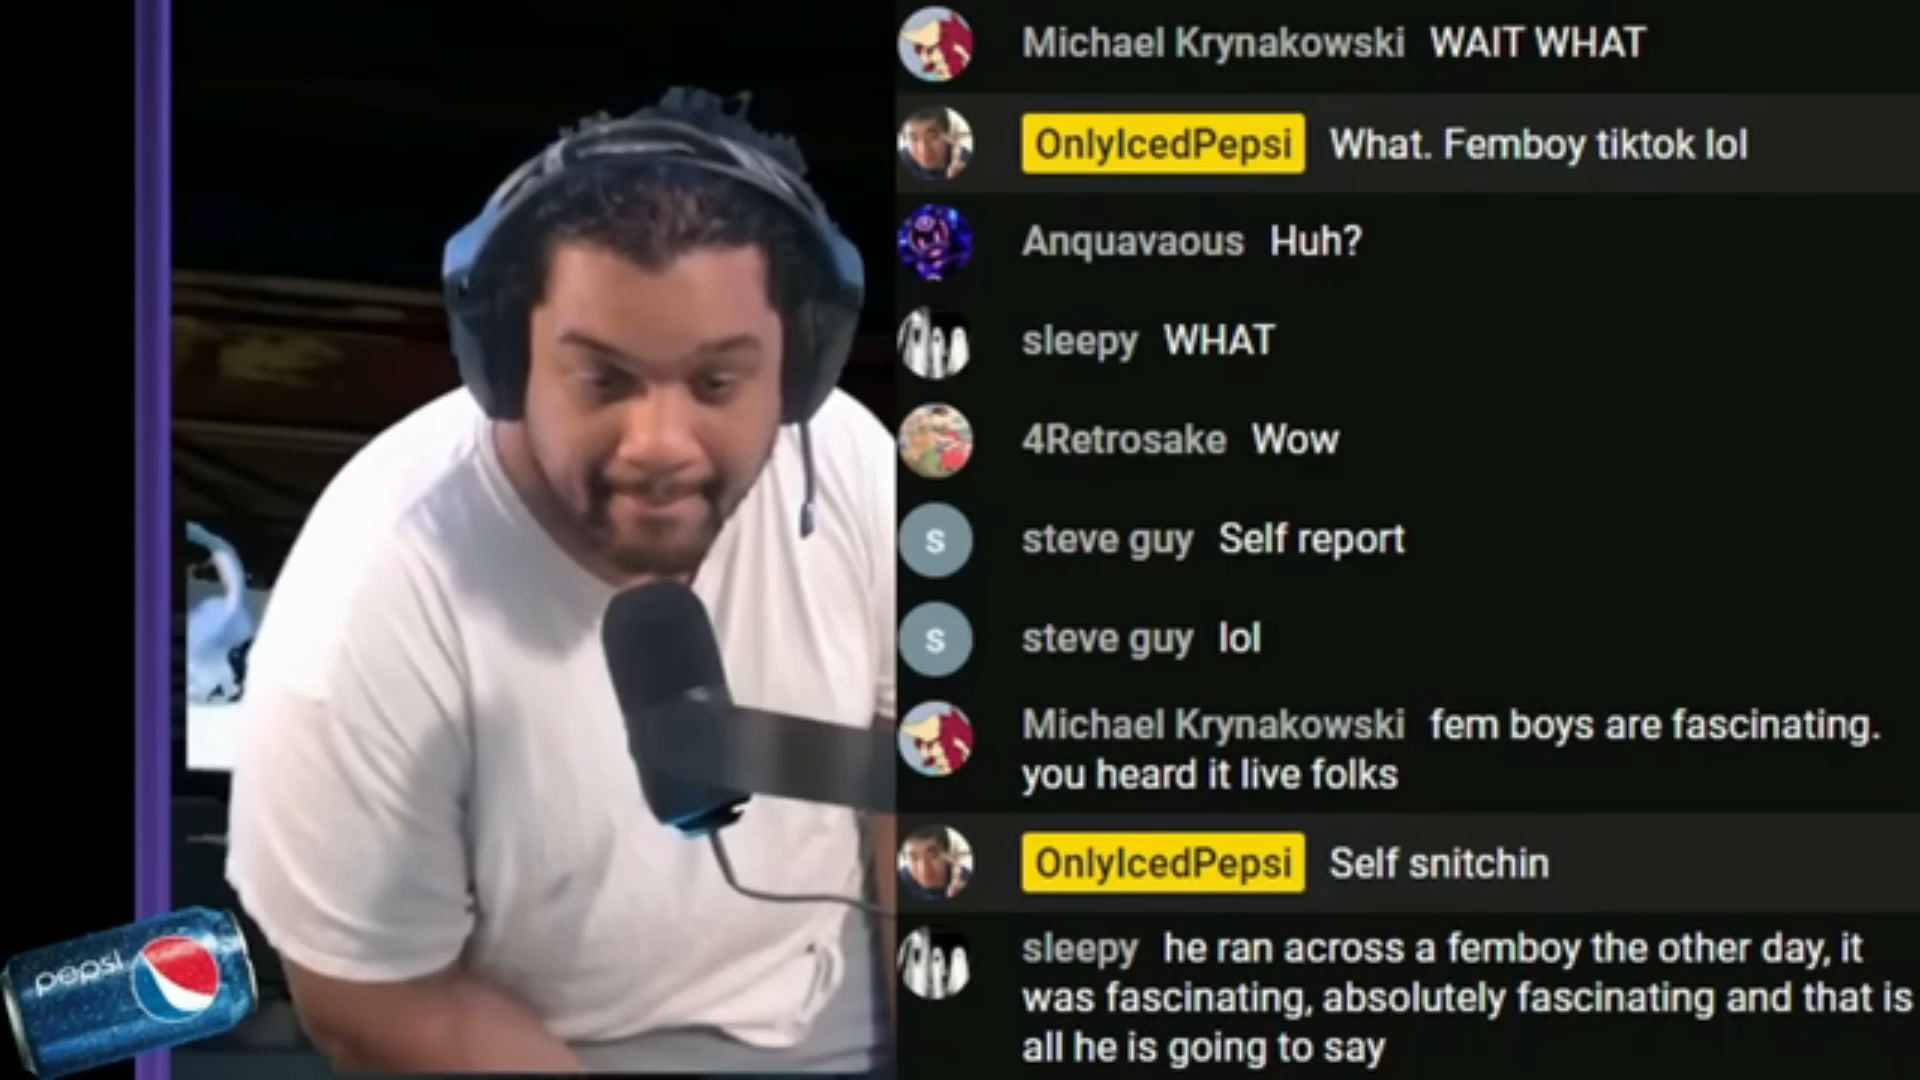 Michael Krynakowski WAIT WHAT
OnlyIcedPepsi What. Femboy tiktok lol
Anquavaous Huh?
sleepy WHAT
4Retrosake Wow
S steve guy Self report
S steve guy lol
Michael Krynakowski fem boys are fascinating.
you heard it live folks
OnlyIcedPepsi Self snitchin
sleepy he ran across a femboy the other day, it
was fascinating, absolutely fascinating and that is
all he is going to say
pepsi